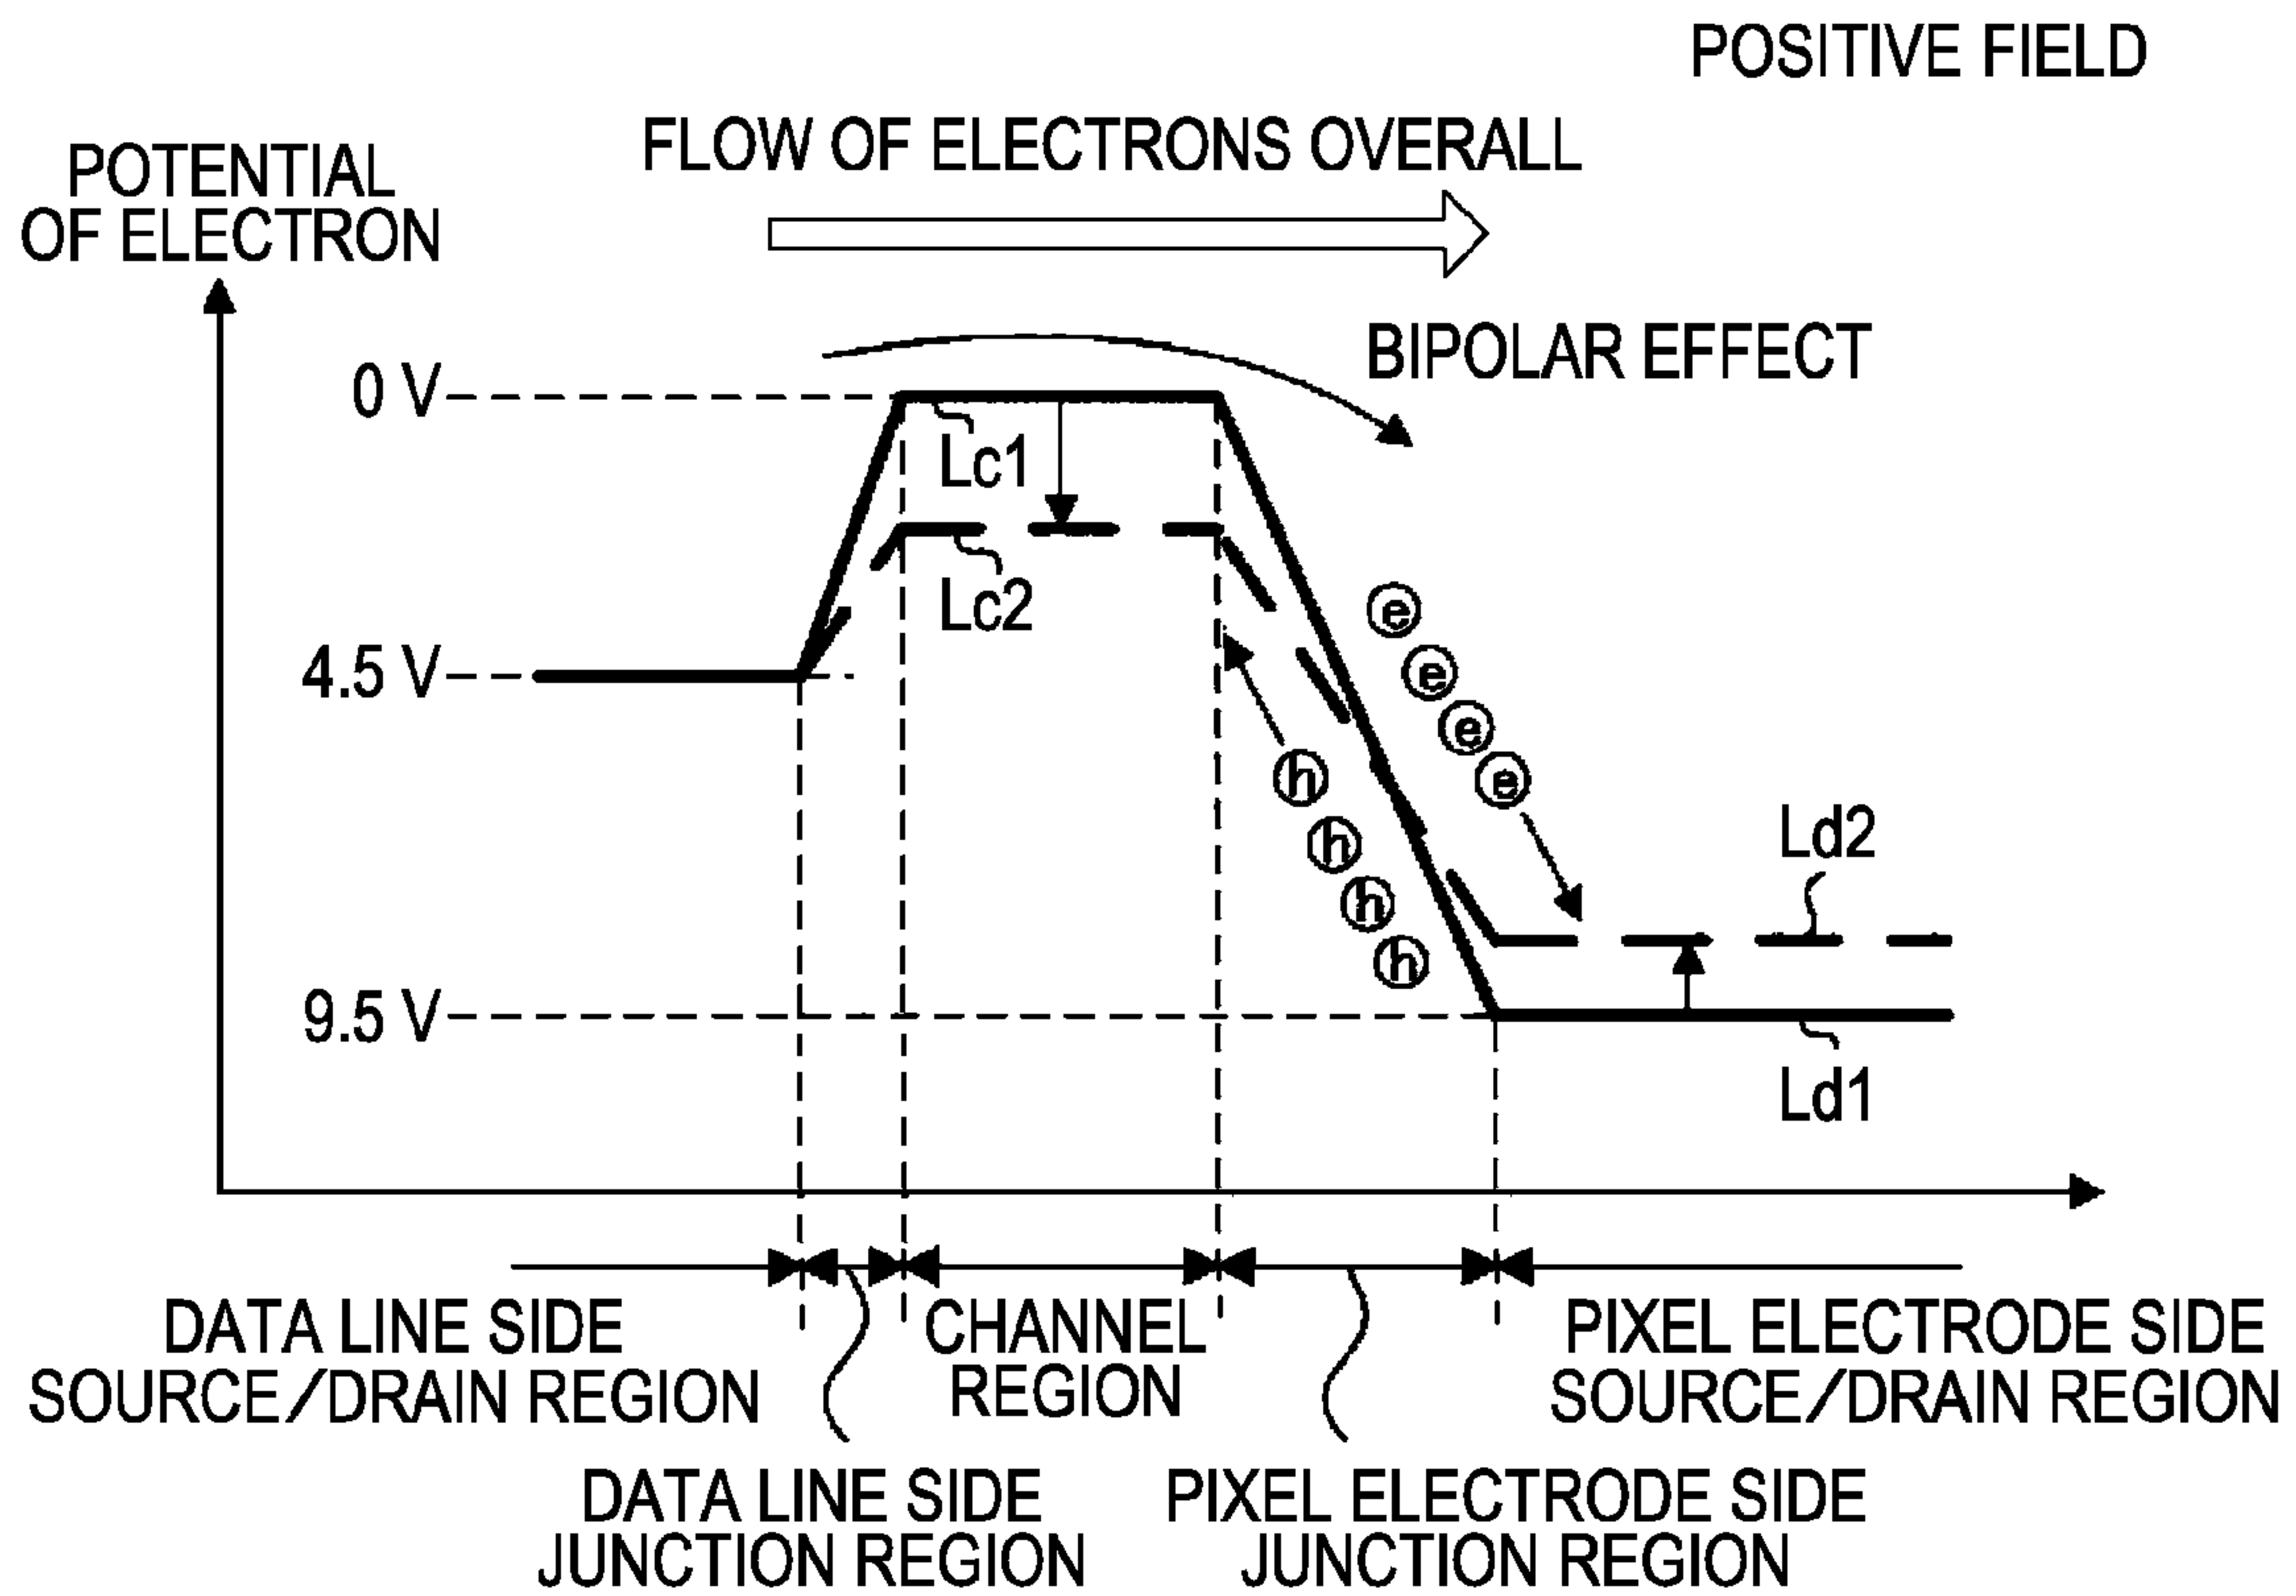 POSITIVE FIELD
FLOW OF ELECTRONS OVERALL
POTENTIAL
OF ELECTRON
BIPOLAR EFFECT
0 V
Lc1
Lc2
4.5 V
e
e
e
e
h
h
h
h
Ld2
9.5 V
Ld1
DATA LINE SIDE
SOURCE/DRAIN REGION
CHANNEL
REGION
PIXEL ELECTRODE SIDE
SOURCE/DRAIN REGION
DATA LINE SIDE
JUNCTION REGION
PIXEL ELECTRODE SIDE
JUNCTION REGION